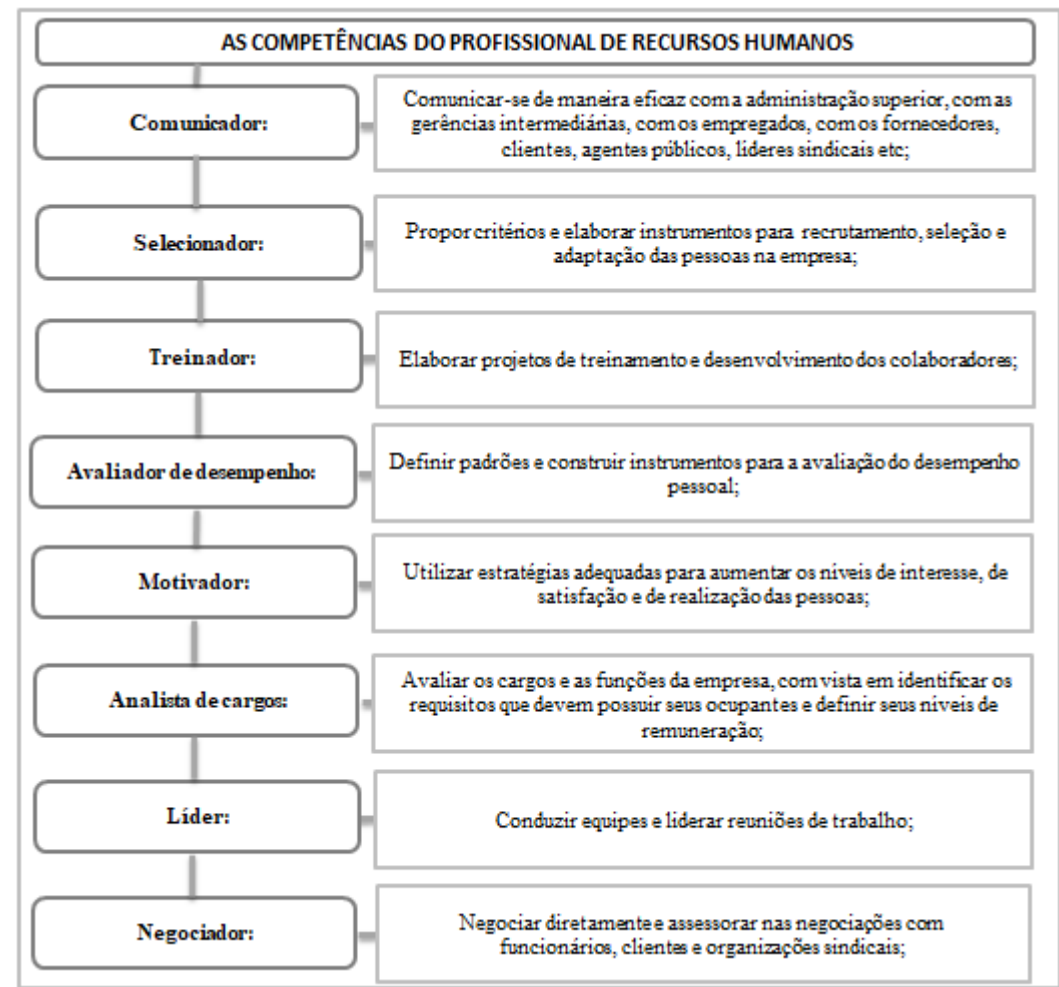 AS COMPETÊNCIAS DO PROFISSIONAL DE RECURSOS HUMANOS
Comunicador:
Comunicar-se de maneira eficaz com a administração superior, com as
gerências intermediárias, com os empregados, com os fornecedores,
clientes, agentes públicos, lideres sindicais etc;
Selecionador:
Propor critérios e elaborar instrumentos para recrutamento, seleção e
adaptação das pessoas na empresa;
Treinador:
Elaborar projetos de treinamento e desenvolvimento dos colaboradores;
Avaliador de desempenho:
Definir padrões e construir instrumentos para a avaliação do desempenho
pessoal;
Motivador:
Utilizar estratégias adequadas para aumentar os níveis de interesse, de
satisfação e de realização das pessoas;
Analista de cargos:
Avaliar os cargos e as funções da empresa, com vista em identificar os
requisitos que devem possuir seus ocupantes e definir seus níveis de
remuneração;
Líder:
Conduzir equipes e liderar reuniões de trabalho;
Negociador:
Negociar diretamente e assessorar nas negociações com
funcionários, clientes e organizações sindicais;